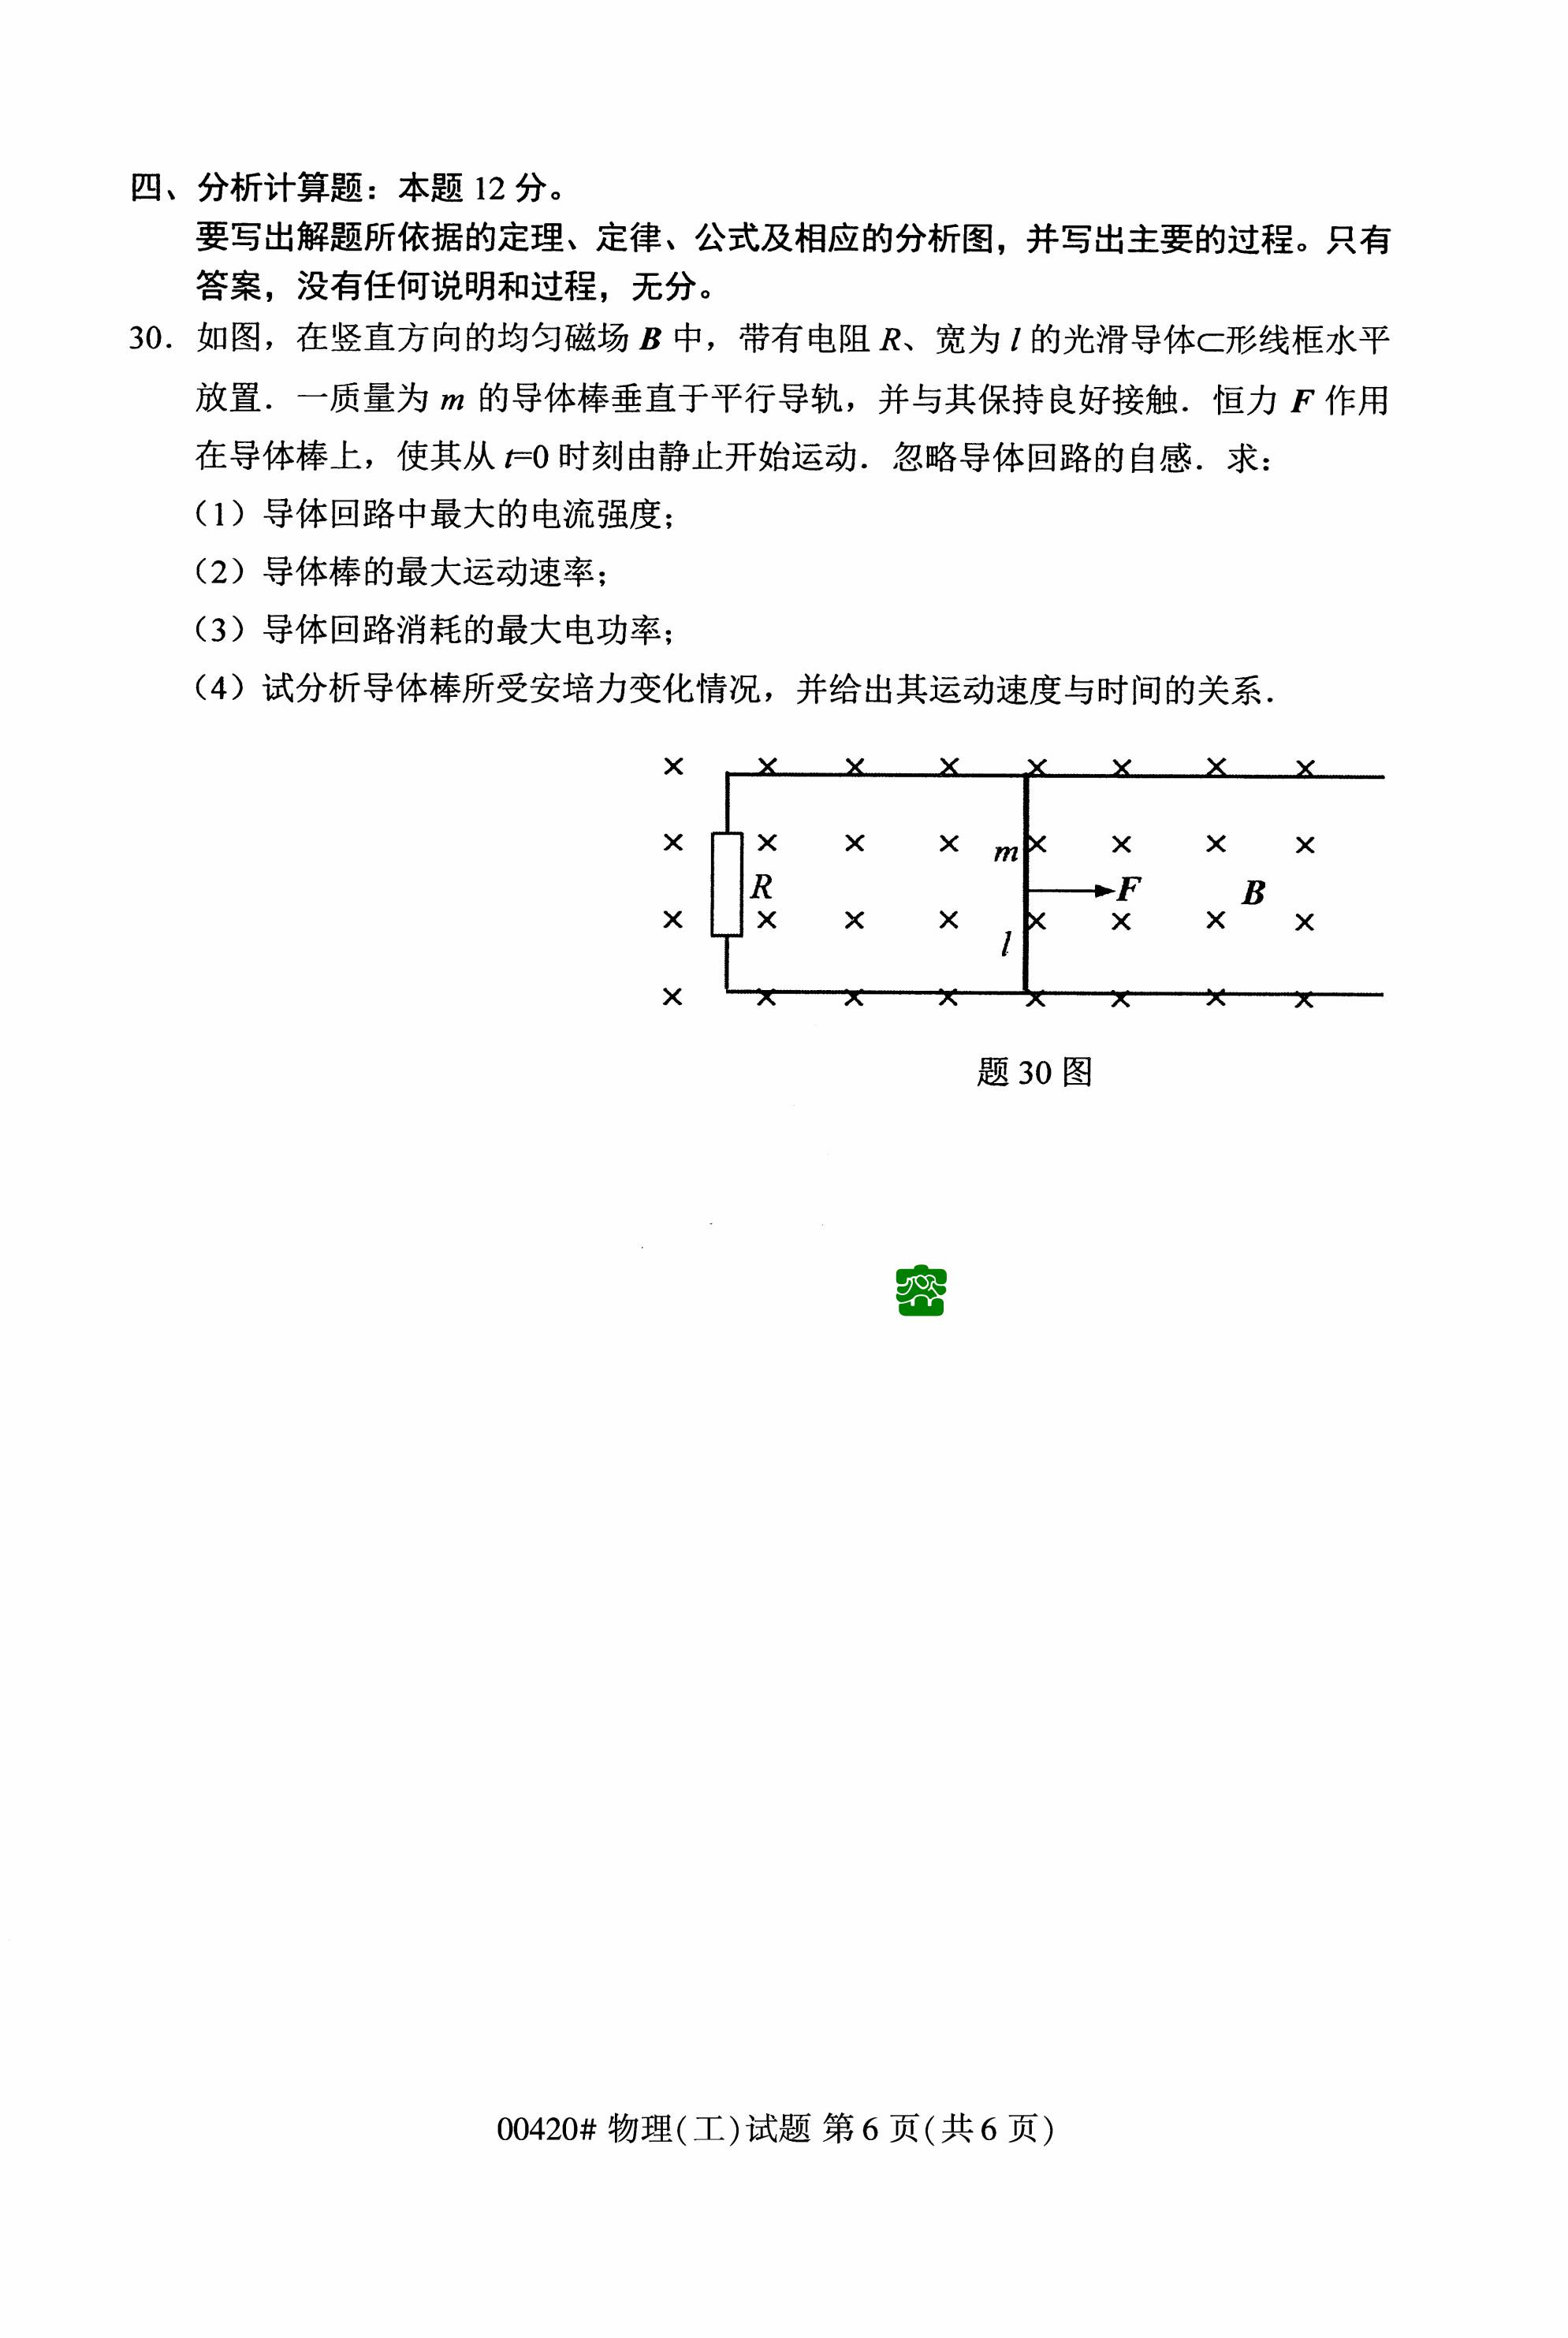 四、分析计算题：本题 12 分。
要写出解题所依据的定理、定律、公式及相应的分析图，并写出主要的过程。只有
答案，没有任何说明和过程，无分。
30．如图，在竖直方向的均匀磁场 B 中，带有电阻 R、宽为 l 的光滑导体⊂形线框水平
放置．一质量为 m 的导体棒垂直于平行导轨，并与其保持良好接触．恒力 F 作用
在导体棒上，使其从 t=0 时刻由静止开始运动．忽略导体回路的自感．求：
（1）导体回路中最大的电流强度；
（2）导体棒的最大运动速率；
（3）导体回路消耗的最大电功率；
（4）试分析导体棒所受安培力变化情况，并给出其运动速度与时间的关系．
m
R
F
B
l
题 30 图
00420# 物理(工)试题 第 6 页(共 6 页)